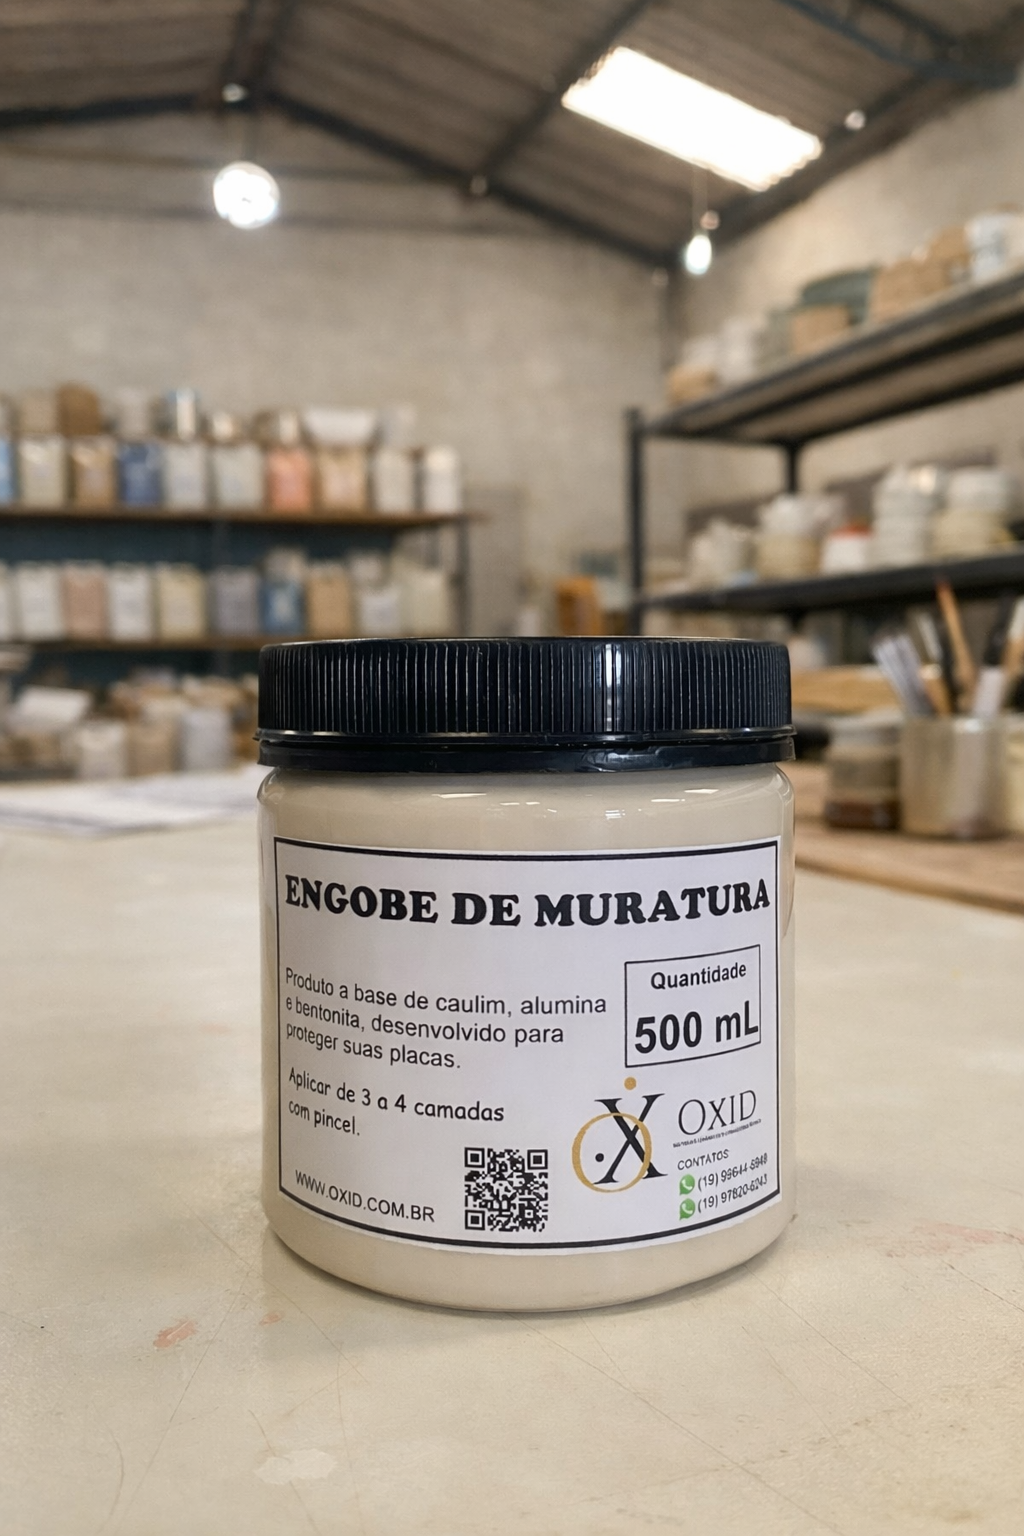 ENGOBE DE MURATURA
Produto a base de caulim, alumina
e bentonita, desenvolvido para
proteger suas placas.
Aplicar de 3 a 4 camadas
com pincel.
Quantidade
500 mL
OXID
CONTATOS
(19) 99644-5948
(19) 97820-6243
WWW.OXID.COM.BR